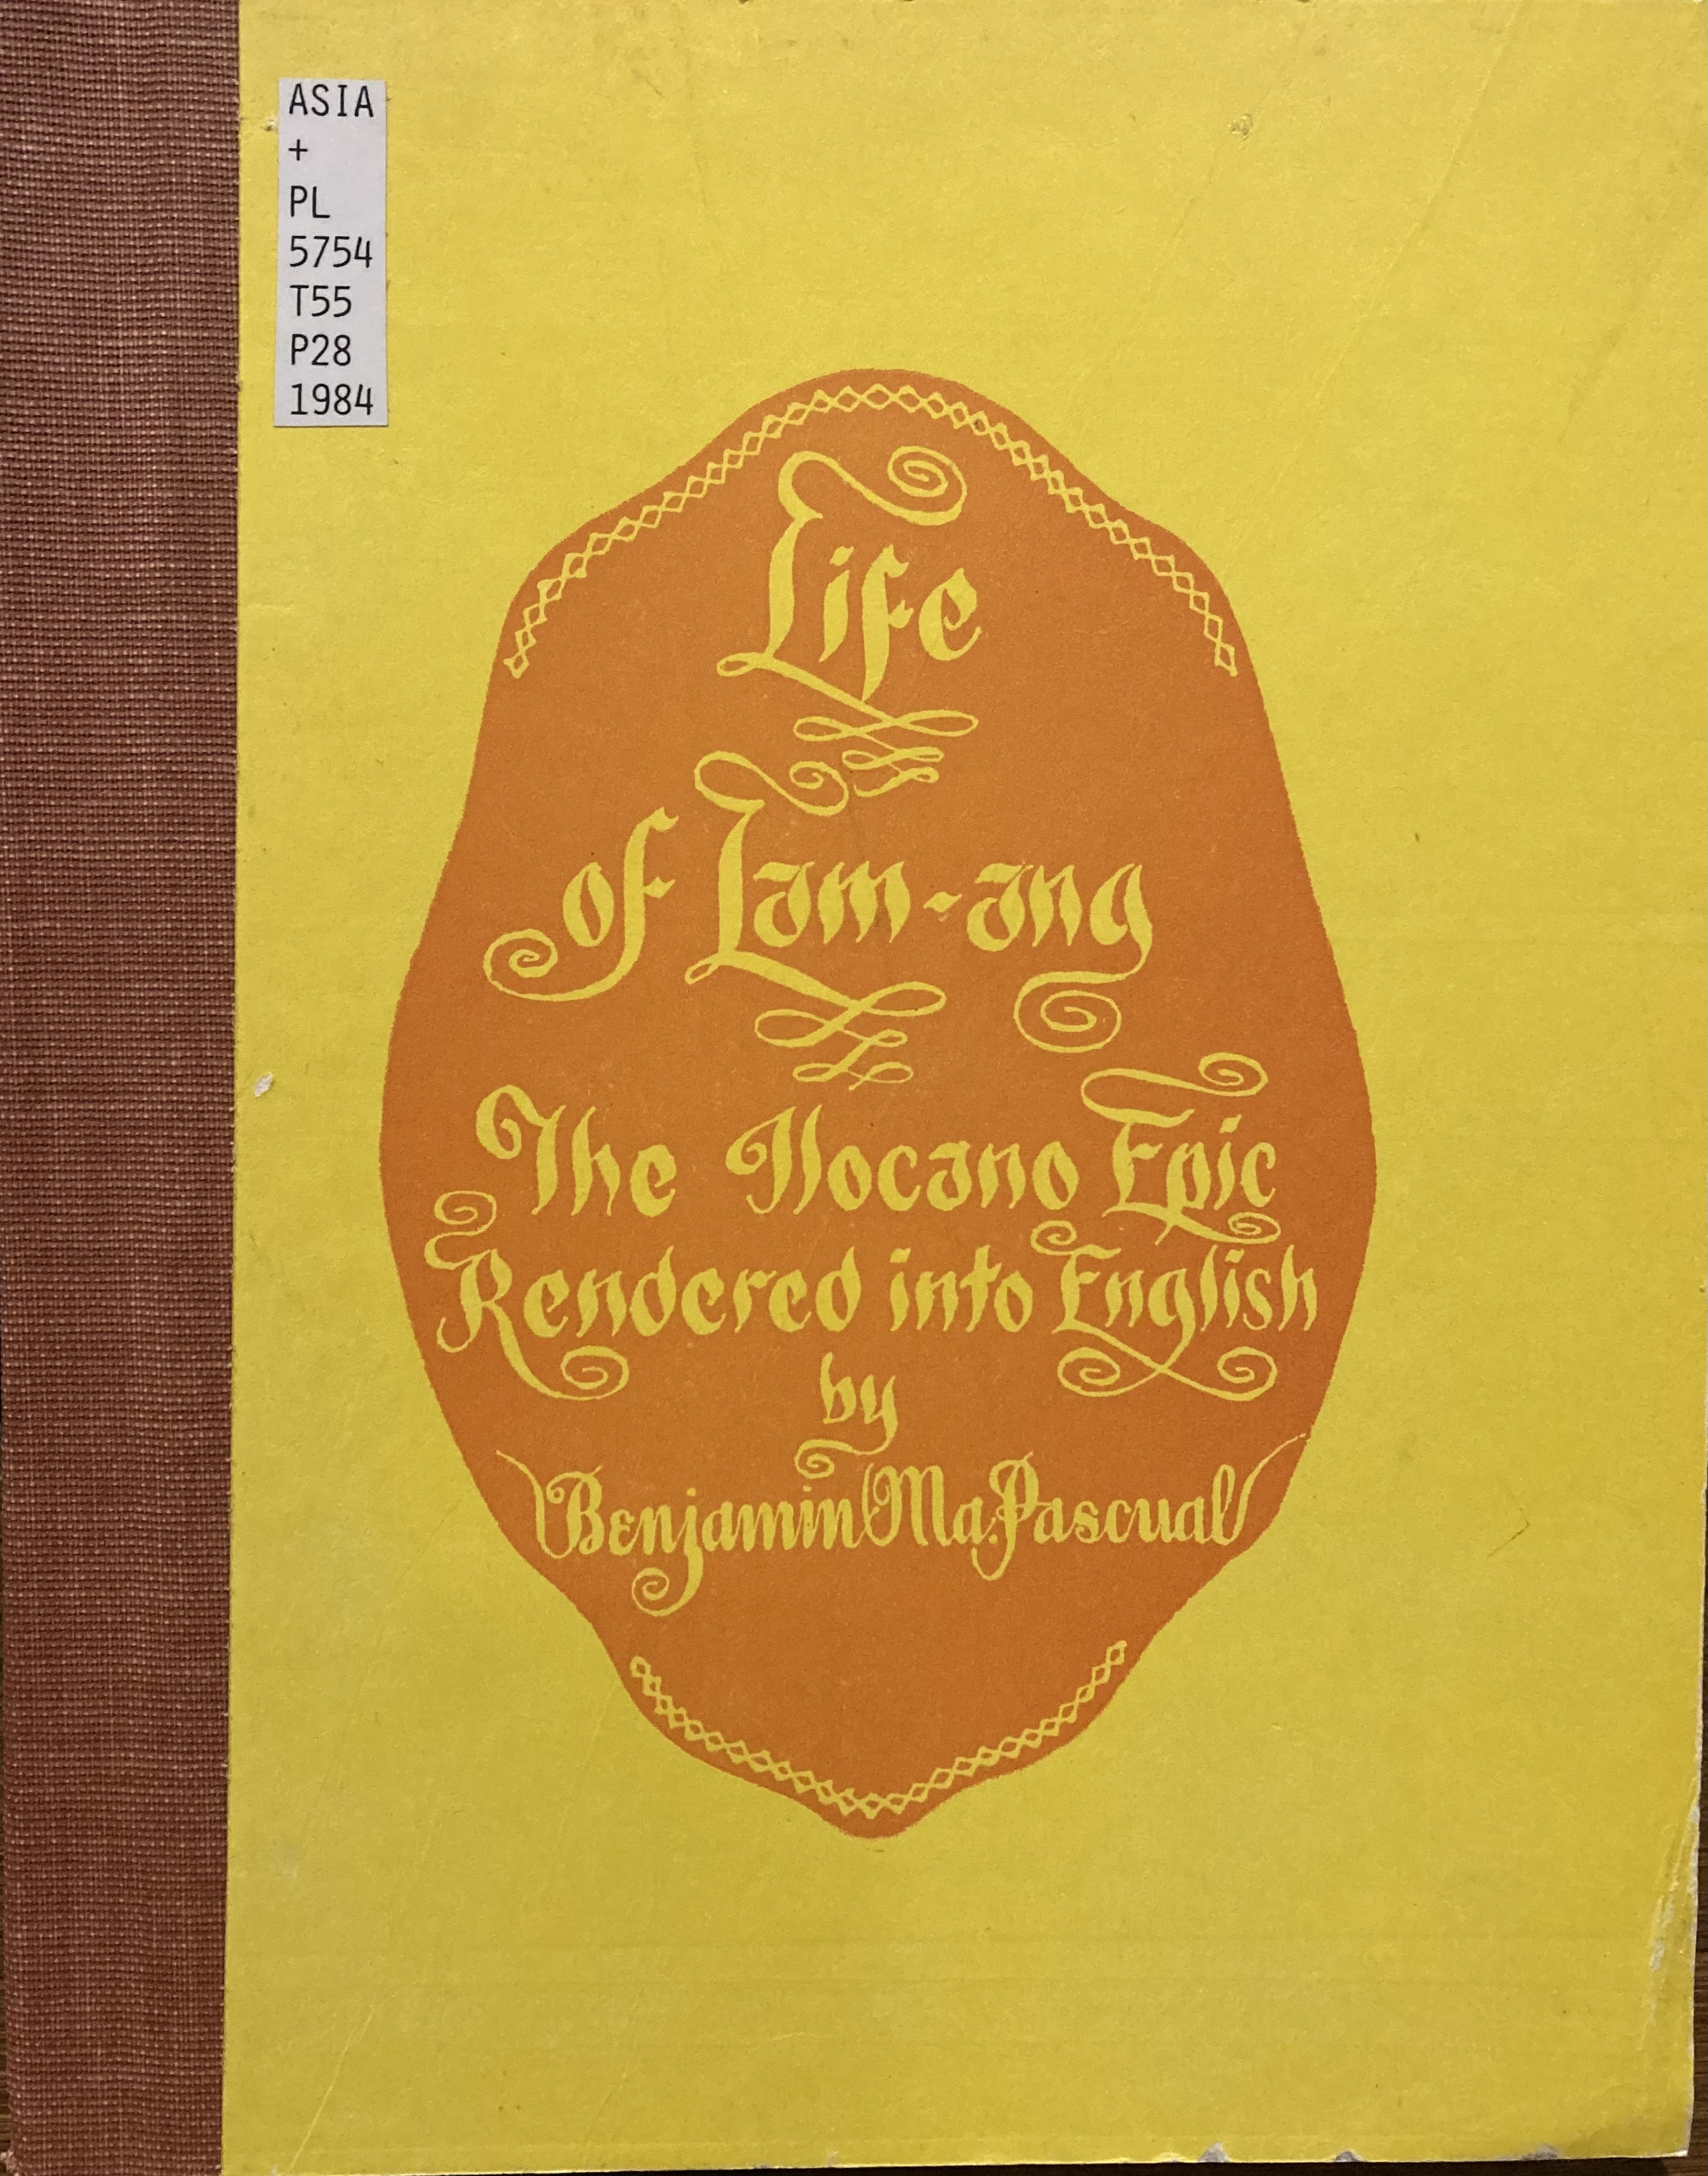 ASIA
+
PL
5754
T55
P28
1984
Life
of Lam-ang
The Ilocano Epic
Rendered into English
by
Benjamin Ma. Pascual